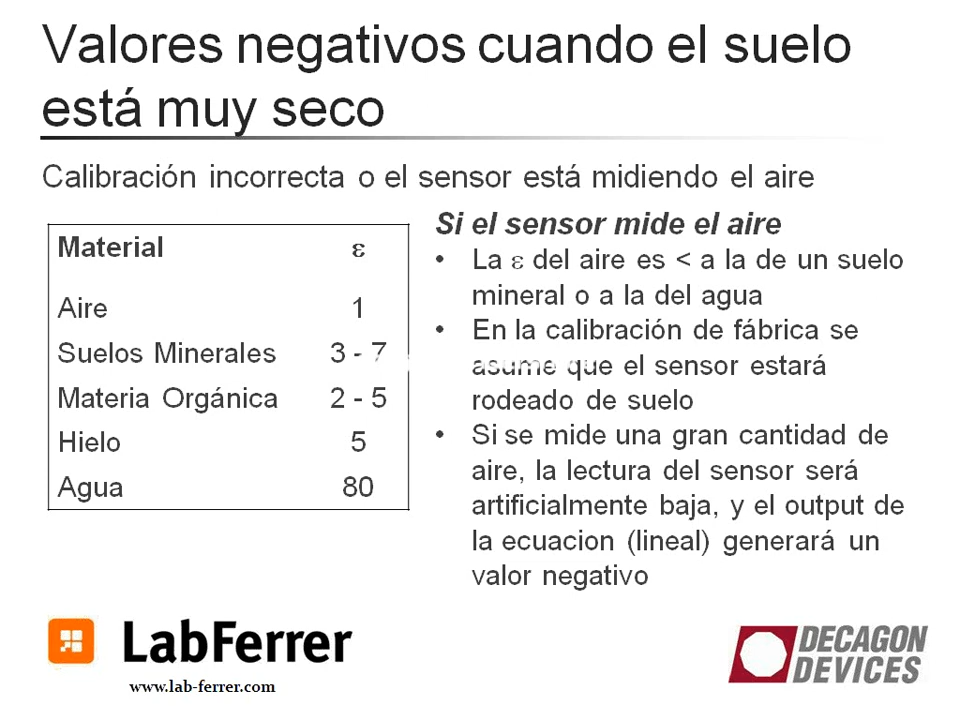 Valores negativos cuando el suelo
está muy seco
Calibración incorrecta o el sensor está midiendo el aire
Material ε
Aire 1
Suelos Minerales 3 - 7
Materia Orgánica 2 - 5
Hielo 5
Agua 80
Si el sensor mide el aire
• La ε del aire es < a la de un suelo
mineral o a la del agua
• En la calibración de fábrica se
asume que el sensor estará
rodeado de suelo
• Si se mide una gran cantidad de
aire, la lectura del sensor será
artificialmente baja, y el output de
la ecuacion (lineal) generará un
valor negativo
LabFerrer
www.lab-ferrer.com
DECAGON
DEVICES